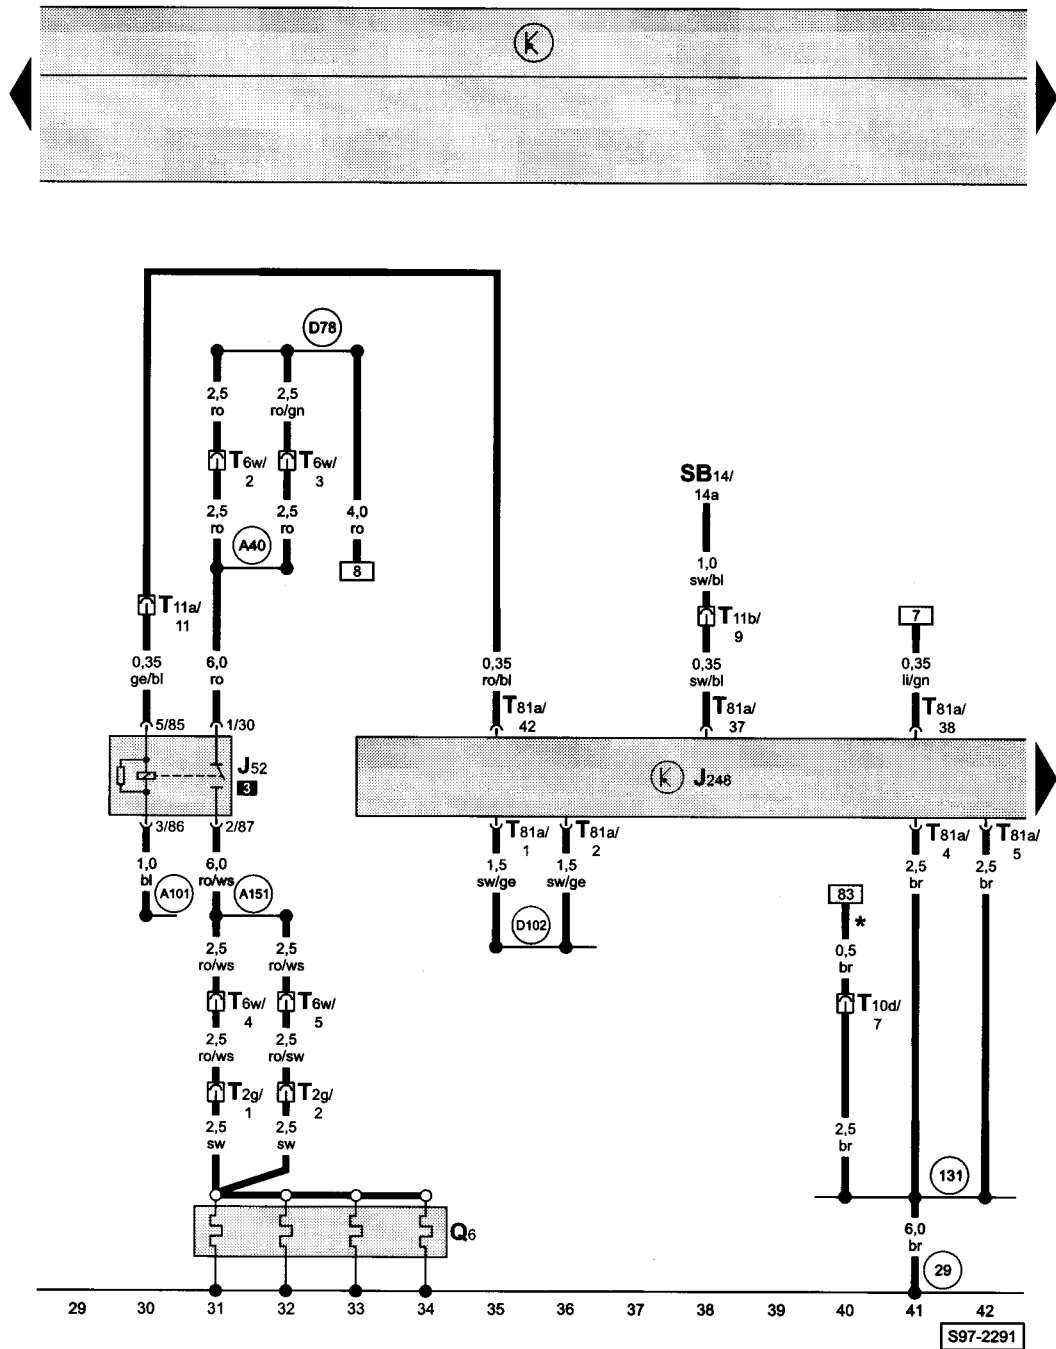 D78
2,5
ro
2,5
ro/gn
T6w/
2
T6w/
3
SB14/
14a
2,5
ro
2,5
ro
4,0
ro
A40
8
1,0
sw/bl
T11a/
11
T11b/
9
7
0,35
ge/bl
6,0
ro
0,35
ro/bl
0,35
sw/bl
0,35
li/gn
T81a/
42
T81a/
37
T81a/
38
5/85
1/30
J52
3
J248
3/86
2/87
T81a/
1
T81a/
2
T81a/
4
T81a/
5
1,0
bl
6,0
ro/ws
1,5
sw/ge
1,5
sw/ge
2,5
br
2,5
br
A101
A151
D102
83
*
2,5
ro/ws
2,5
ro/ws
0,5
br
T6w/
4
T6w/
5
T10d/
7
2,5
ro/ws
2,5
ro/sw
T2g/
1
T2g/
2
2,5
sw
2,5
sw
2,5
br
131
Q6
6,0
br
29
29 30 31 32 33 34 35 36 37 38 39 40 41 42
S97-2291